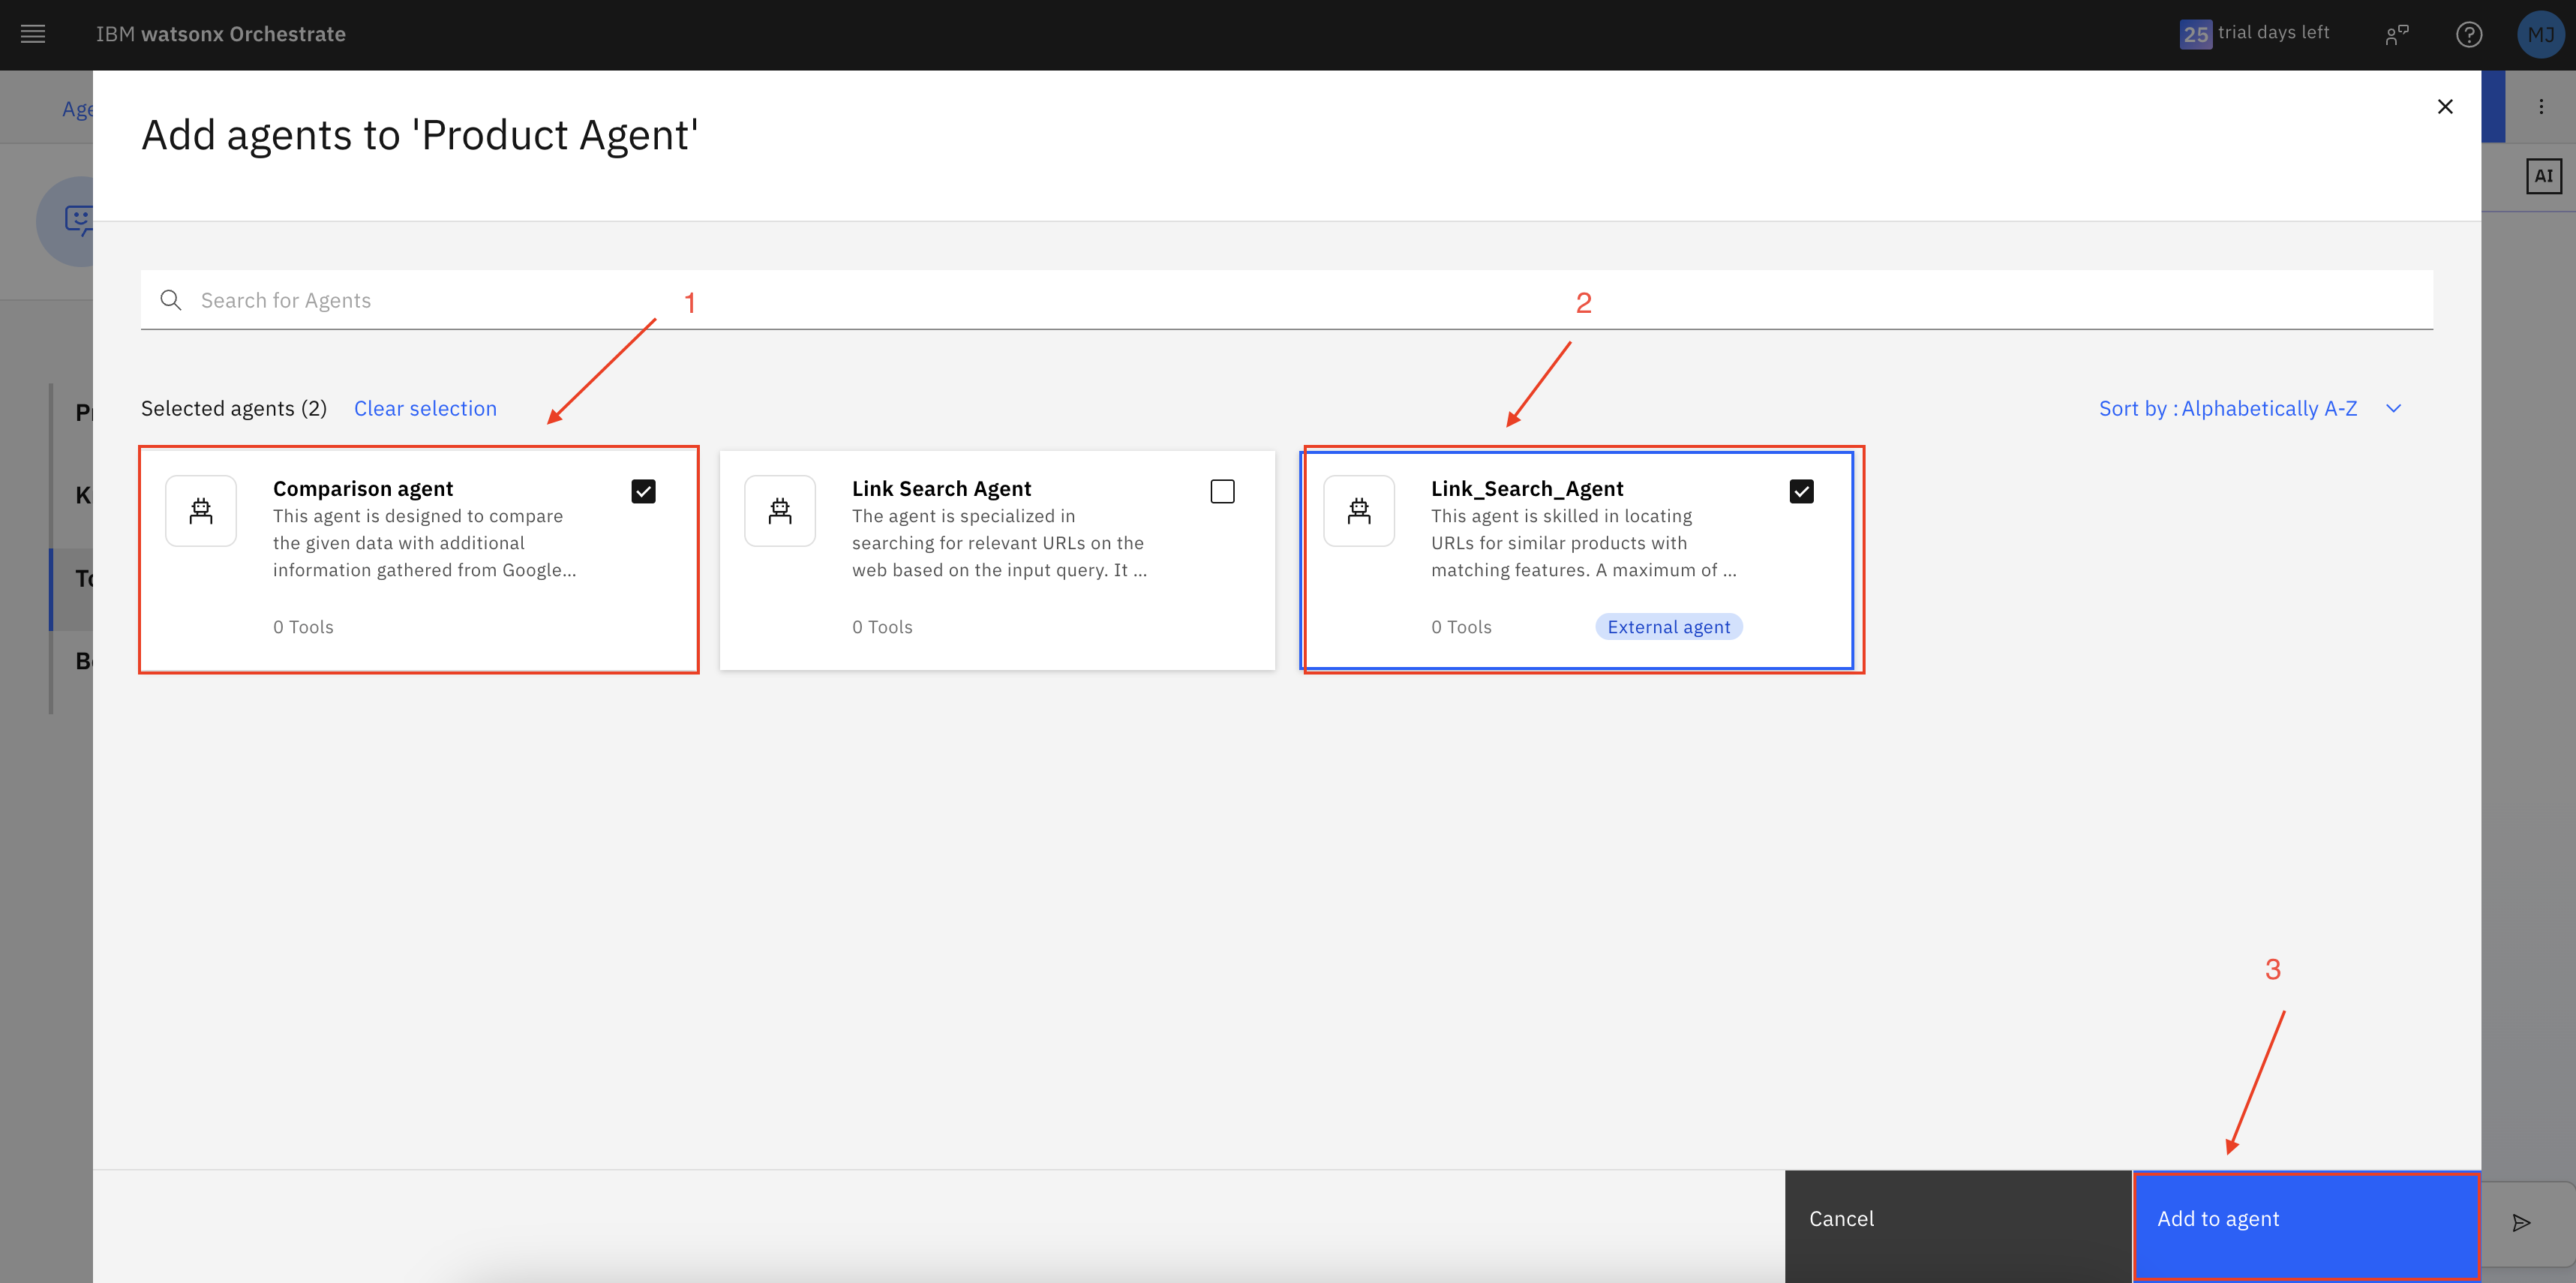 IBM watsonx Orchestrate
25 trial days left
MJ
Add agents to 'Product Agent'
AI
Search for Agents
1
2
Selected agents (2) Clear selection
Sort by : Alphabetically A-Z
Comparison agent
This agent is designed to compare
the given data with additional
information gathered from Google...
0 Tools
Link Search Agent
The agent is specialized in
searching for relevant URLs on the
web based on the input query. It ...
0 Tools
Link_Search_Agent
This agent is skilled in locating
URLs for similar products with
matching features. A maximum of ...
0 Tools
External agent
3
Cancel
Add to agent